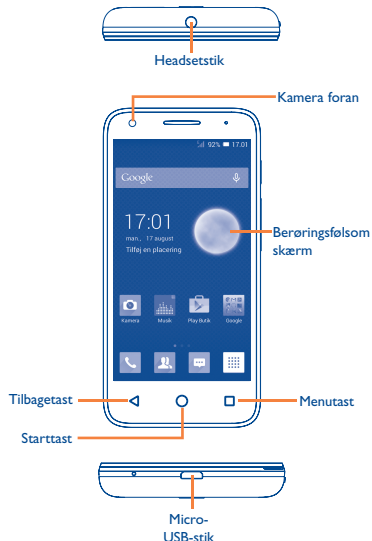 Headsetstik
Kamera foran
92% 17.01
Google
17:01
man., 17 august
Tilføj en placering
Berøringsfølsom
skærm
Kamera Musik Play Butik Google
Tilbagetast
Menutast
Starttast
Micro-
USB-stik